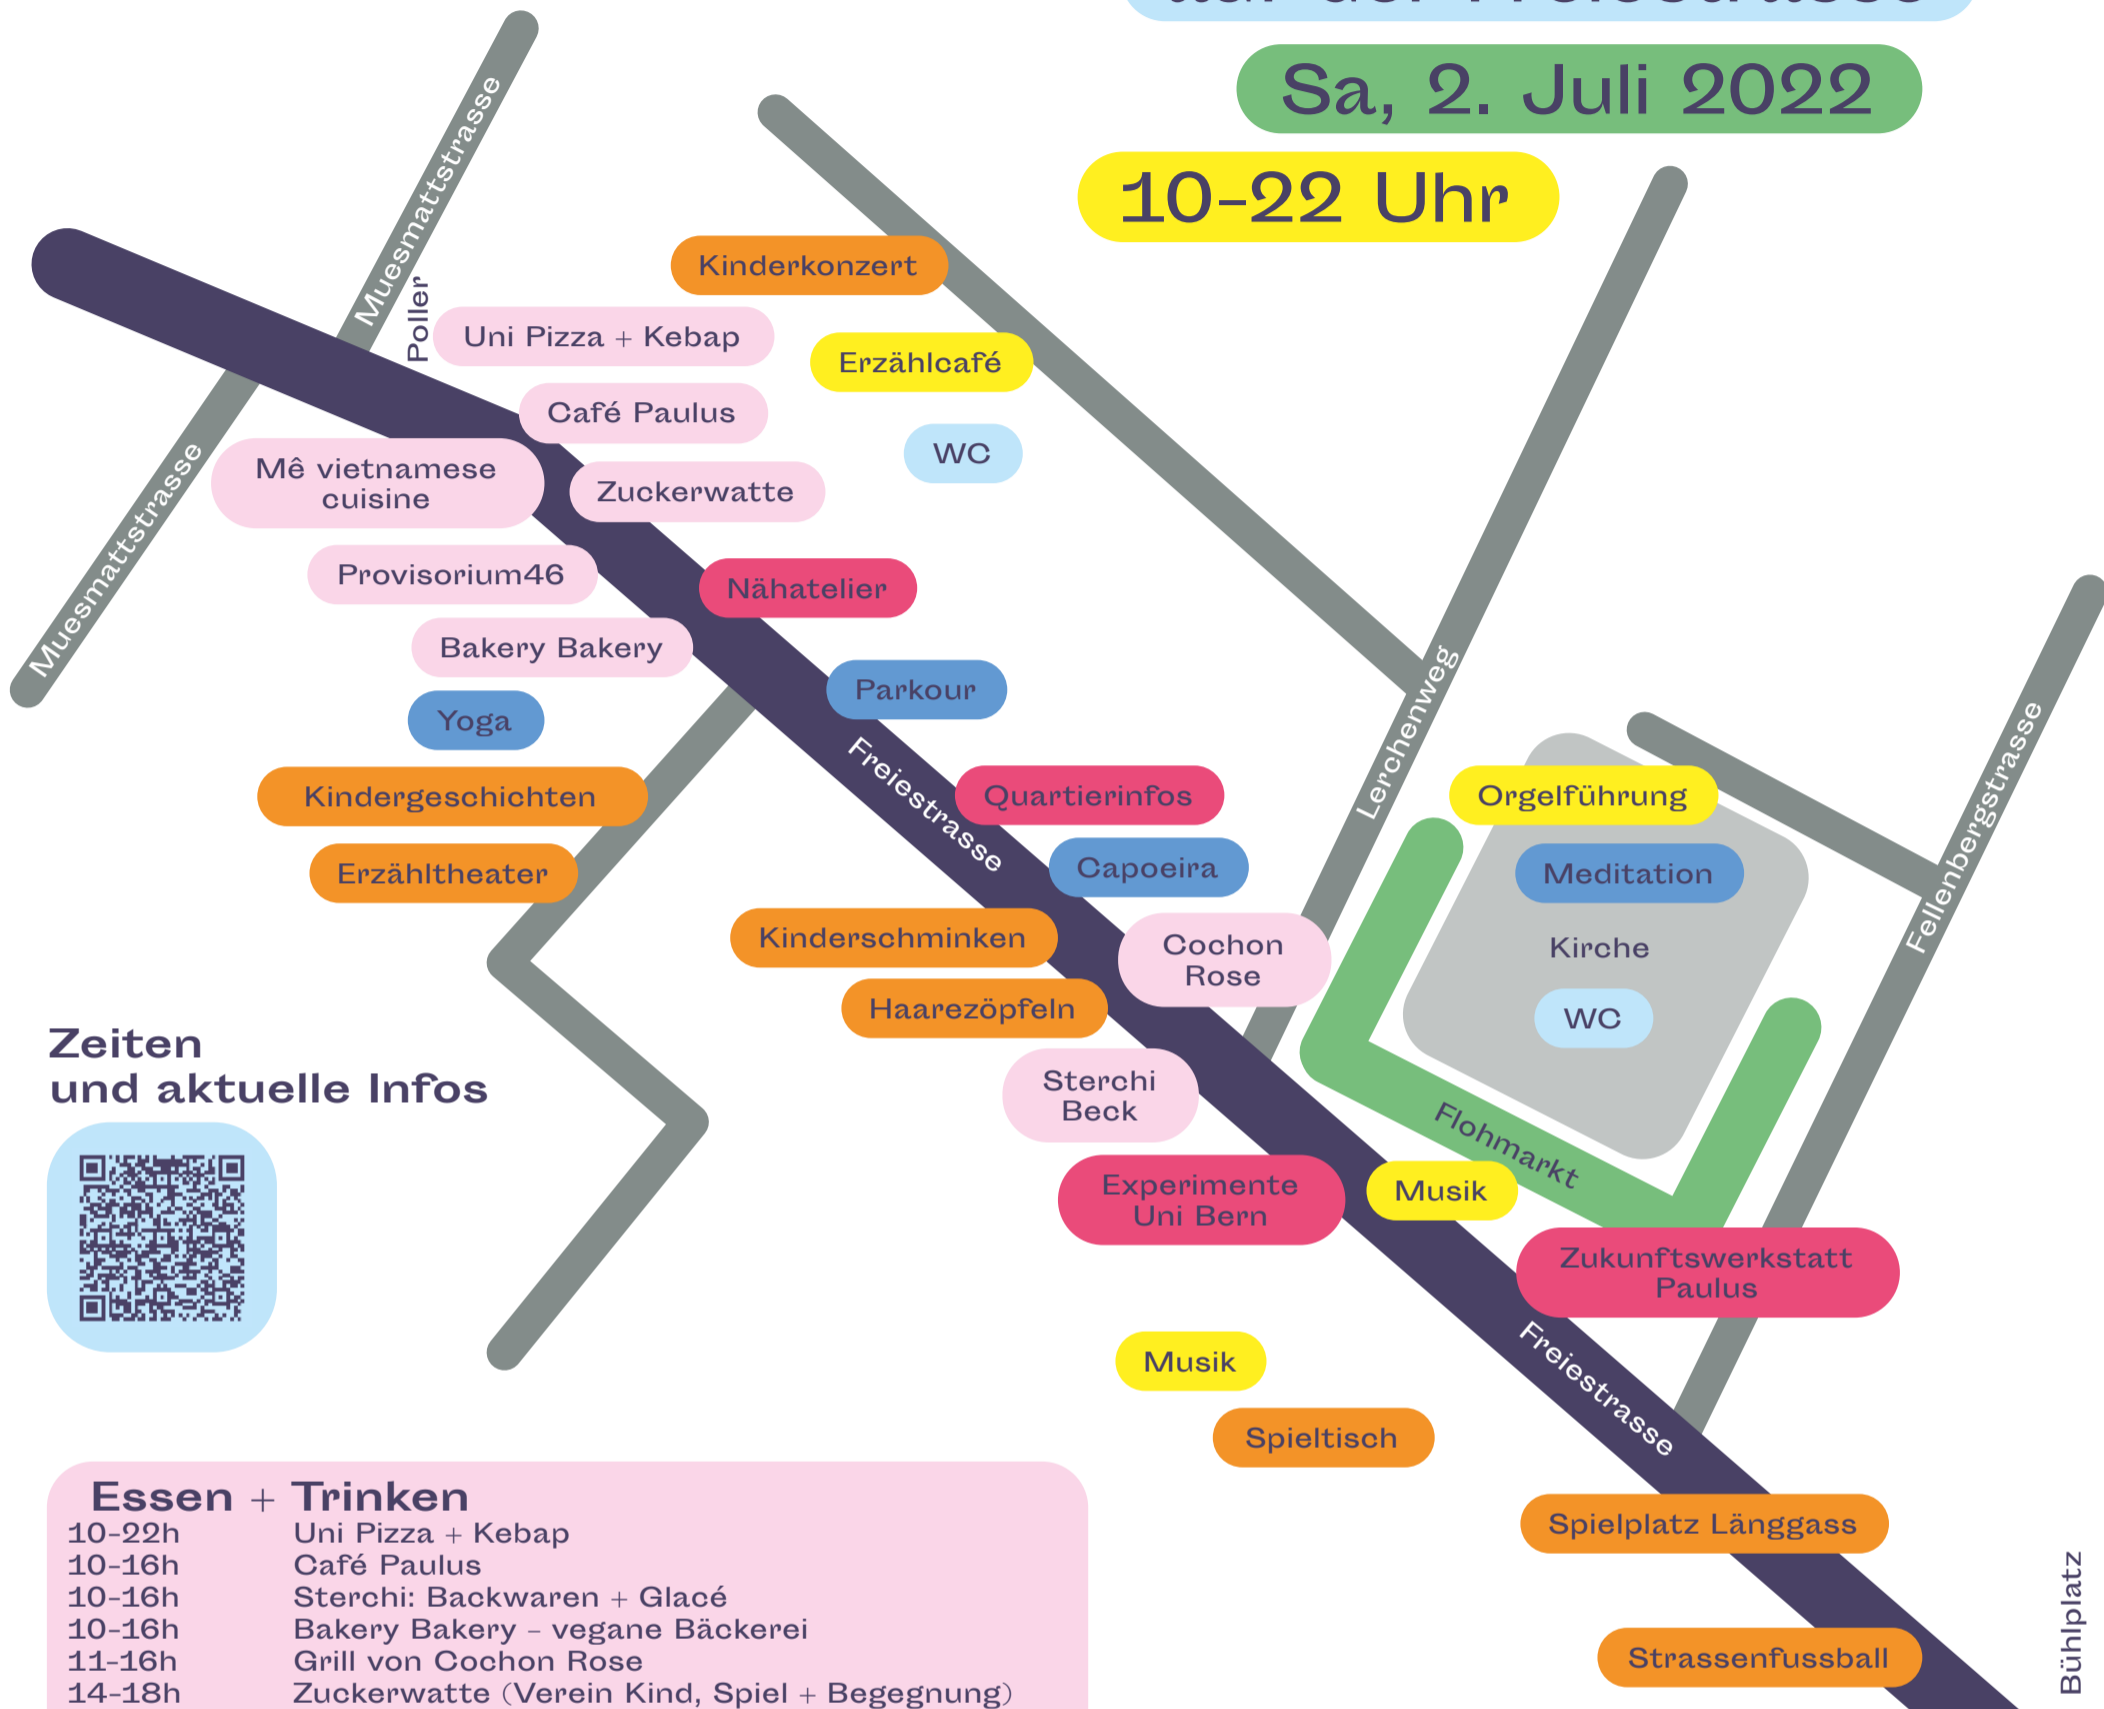 Sa, 2. Juli 2022
10–22 Uhr
Muesmattstrasse
Poller
Kinderkonzert
Uni Pizza + Kebap
Erzählcafé
Café Paulus
WC
Mê vietnamese
cuisine
Zuckerwatte
Muesmattstrasse
Provisorium46
Nähatelier
Bakery Bakery
Parkour
Yoga
Freiestrasse
Lerchenweg
Fellenbergstrasse
Kindergeschichten
Quartierinfos
Orgelführung
Erzähltheater
Capoeira
Meditation
Kinderschminken
Cochon
Rose
Kirche
Haarezöpfeln
WC
Zeiten
und aktuelle Infos
Sterchi
Beck
Flohmarkt
Experimente
Uni Bern
Musik
Zukunftswerkstatt
Paulus
Musik
Freiestrasse
Spieltisch
Spielplatz Länggass
Strassenfussball
Bühlplatz
Essen + Trinken
10–22h Uni Pizza + Kebap
10–16h Café Paulus
10–16h Sterchi: Backwaren + Glacé
10–16h Bakery Bakery – vegane Bäckerei
11–16h Grill von Cochon Rose
14–18h Zuckerwatte (Verein Kind, Spiel + Begegnung)